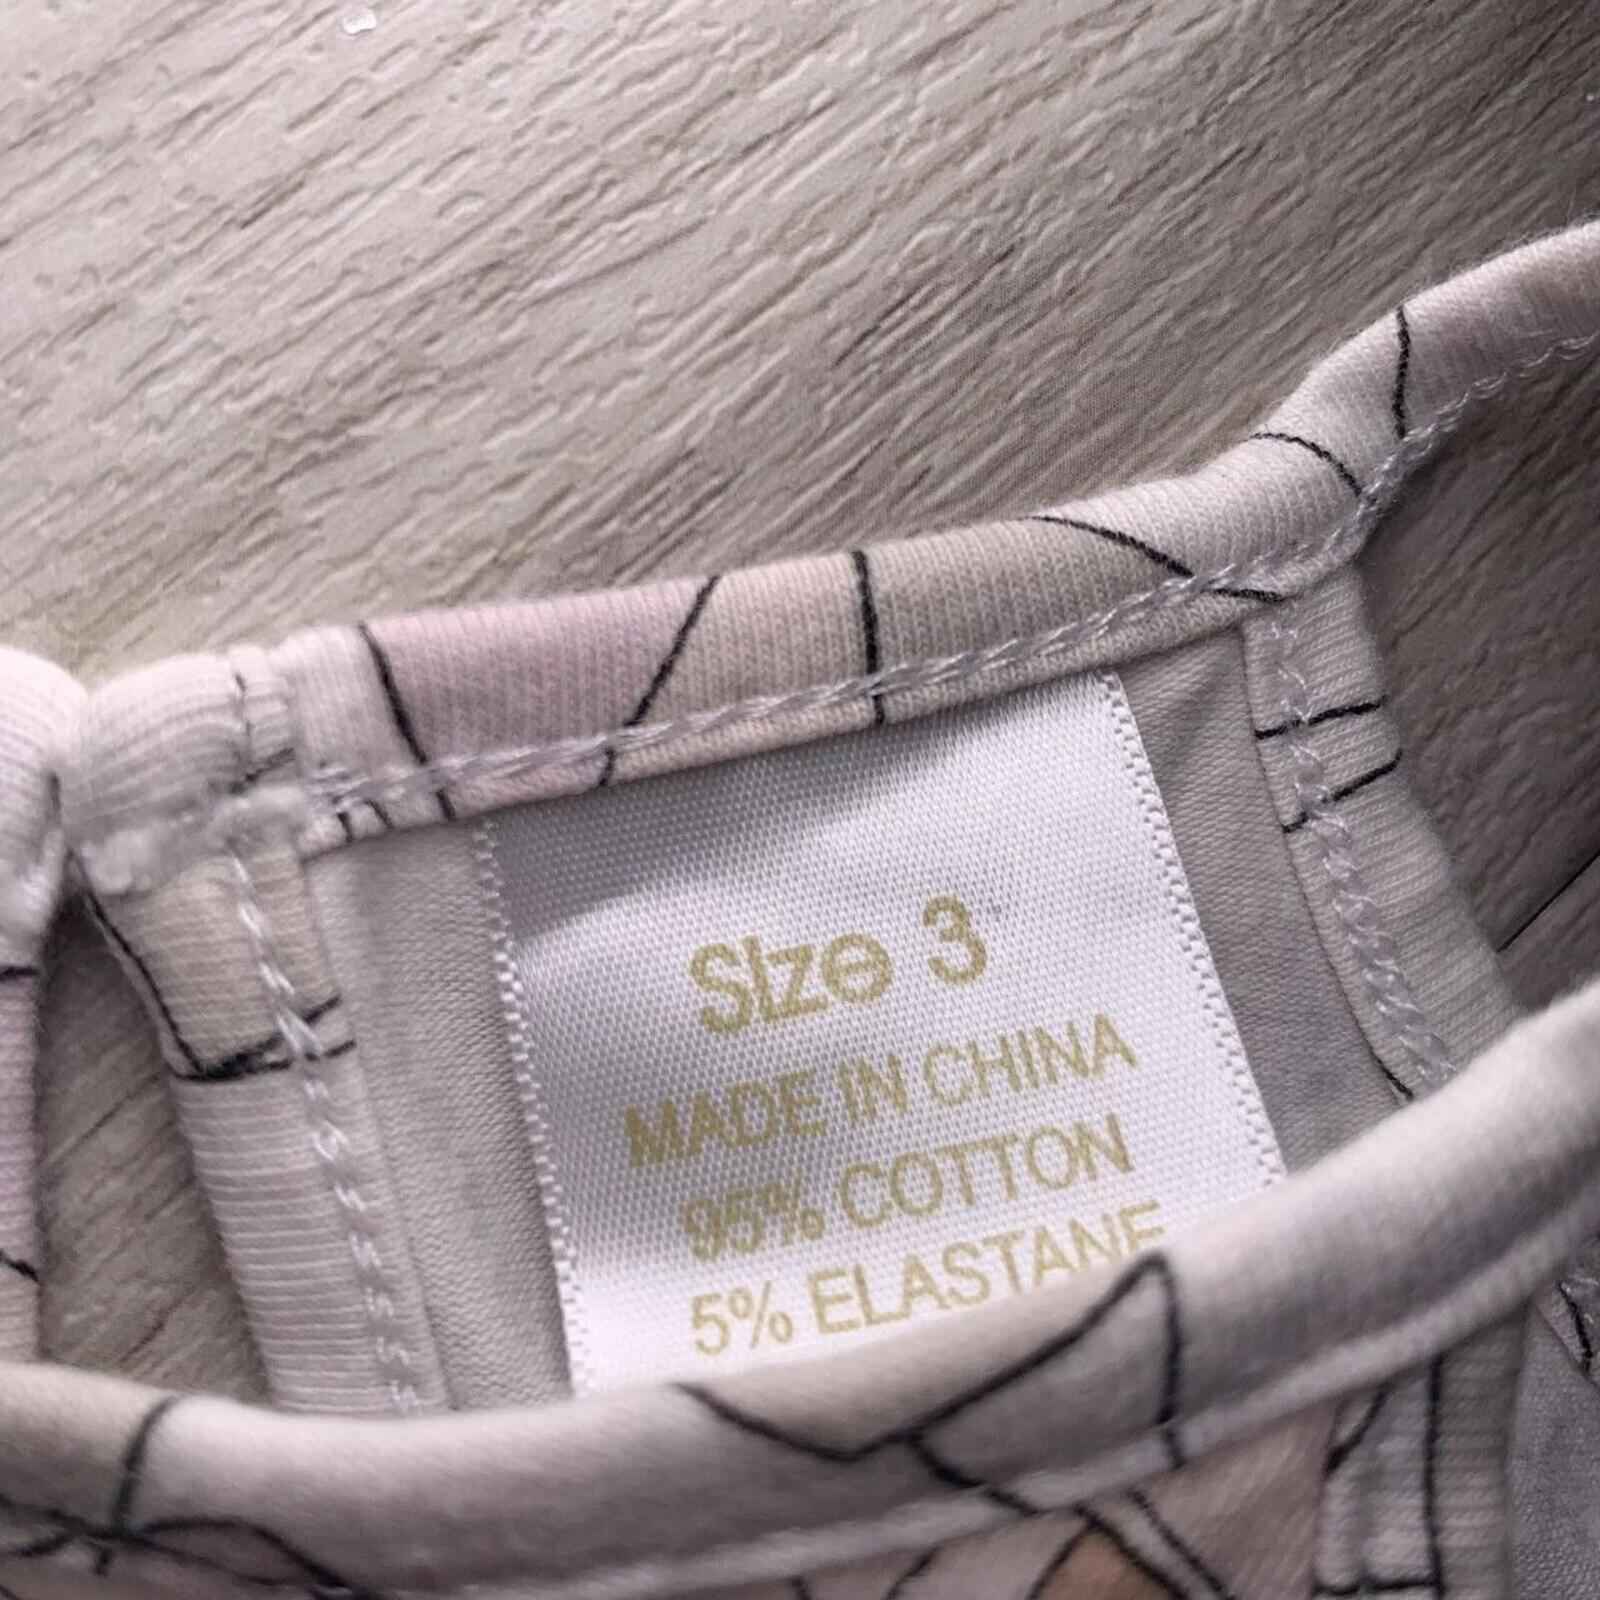 Size 3
MADE IN CHINA
95% COTTON
5% ELASTANE